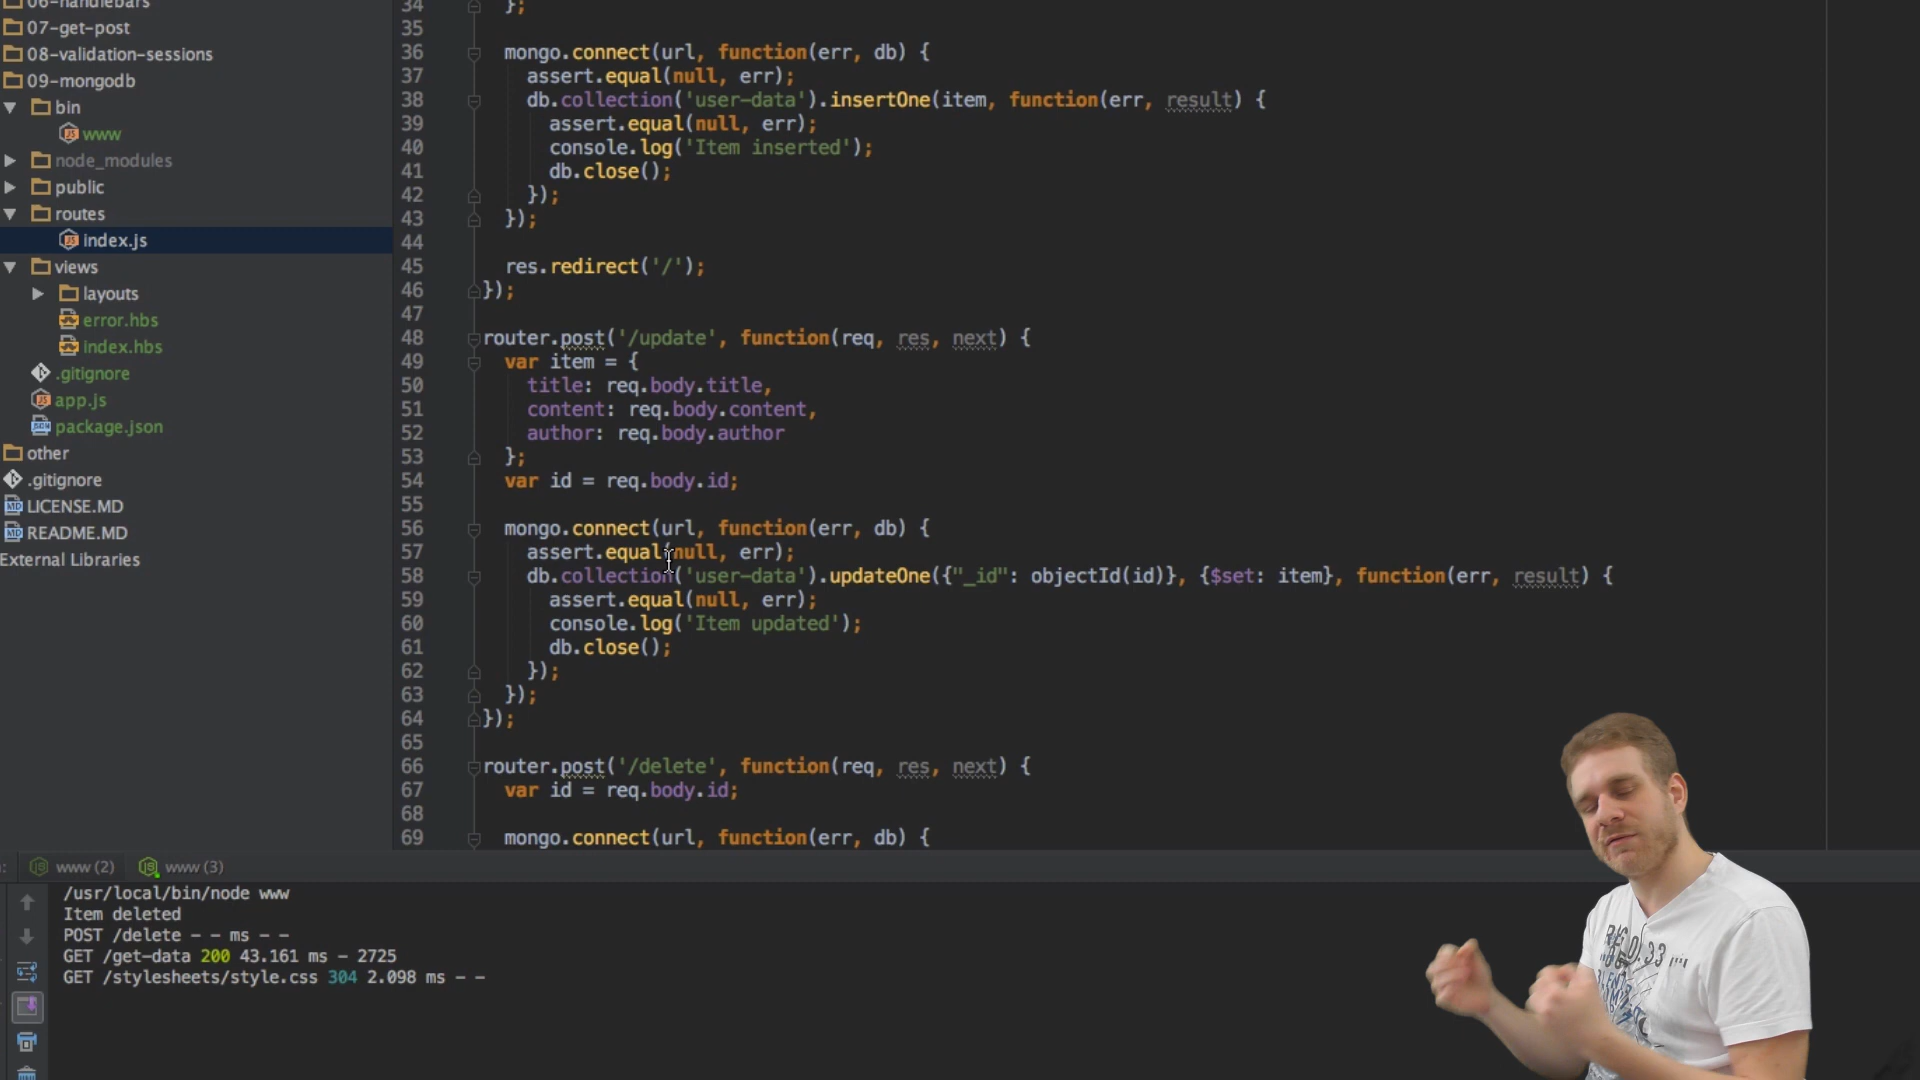 06-handlebars
07-get-post
08-validation-sessions
09-mongodb
bin
www
node_modules
public
routes
index.js
views
layouts
error.hbs
index.hbs
.gitignore
app.js
package.json
other
.gitignore
LICENSE.MD
README.MD
External Libraries
34 };
35
36 mongo.connect(url, function(err, db) {
37 assert.equal(null, err);
38 db.collection('user-data').insertOne(item, function(err, result) {
39 assert.equal(null, err);
40 console.log('Item inserted');
41 db.close();
42 });
43 });
44
45 res.redirect('/');
46 });
47
48 router.post('/update', function(req, res, next) {
49 var item = {
50 title: req.body.title,
51 content: req.body.content,
52 author: req.body.author
53 };
54 var id = req.body.id;
55
56 mongo.connect(url, function(err, db) {
57 assert.equal(null, err);
58 db.collection('user-data').updateOne({"_id": objectId(id)}, {$set: item}, function(err, result) {
59 assert.equal(null, err);
60 console.log('Item updated');
61 db.close();
62 });
63 });
64 });
65
66 router.post('/delete', function(req, res, next) {
67 var id = req.body.id;
68
69 mongo.connect(url, function(err, db) {
www (2) www (3)
/usr/local/bin/node www
Item deleted
POST /delete - - ms - -
GET /get-data 200 43.161 ms - 2725
GET /stylesheets/style.css 304 2.098 ms - -